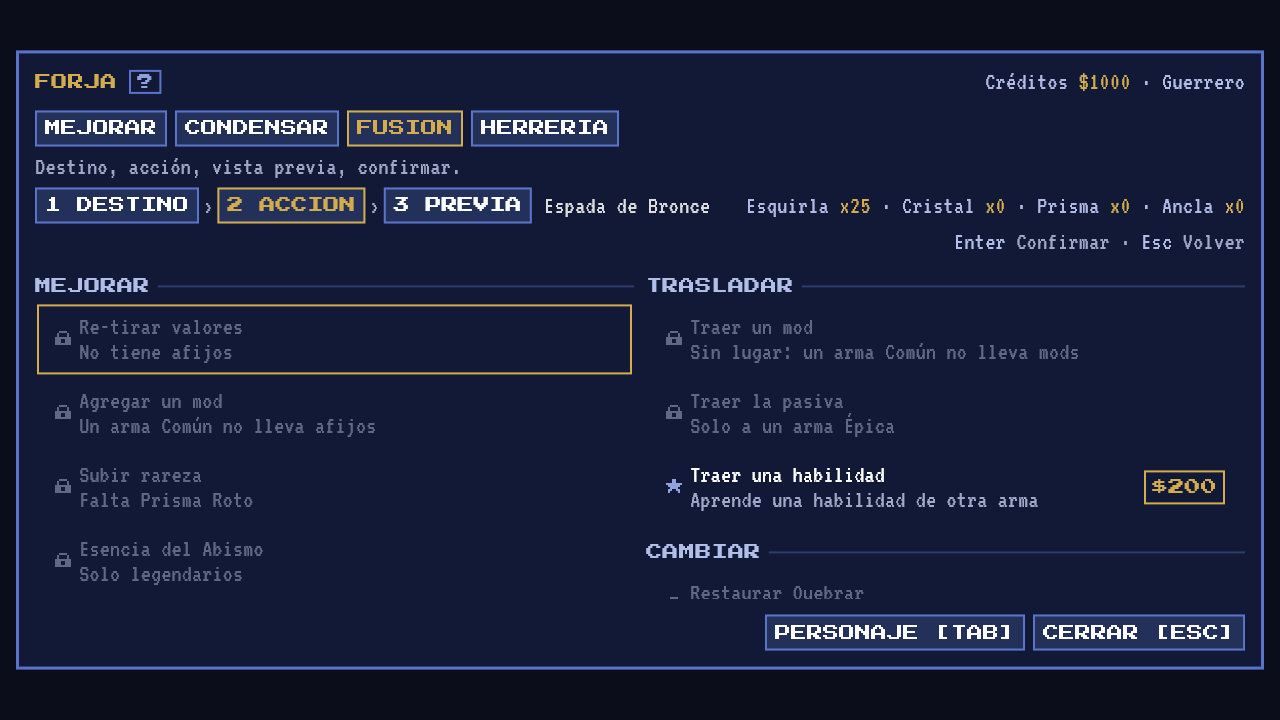 FORJA ?
Créditos $1000 · Guerrero
MEJORAR CONDENSAR FUSION HERRERIA
Destino, acción, vista previa, confirmar.
1 DESTINO › 2 ACCION › 3 PREVIA Espada de Bronce Esquirla x25 · Cristal x0 · Prisma x0 · Ancla x0
Enter Confirmar · Esc Volver
MEJORAR
Re-tirar valores
No tiene afijos
Agregar un mod
Un arma Común no lleva afijos
Subir rareza
Falta Prisma Roto
Esencia del Abismo
Solo legendarios
TRASLADAR
Traer un mod
Sin lugar: un arma Común no lleva mods
Traer la pasiva
Solo a un arma Épica
Traer una habilidad
Aprende una habilidad de otra arma
$200
CAMBIAR
Restaurar Quebrar
PERSONAJE [TAB] CERRAR [ESC]